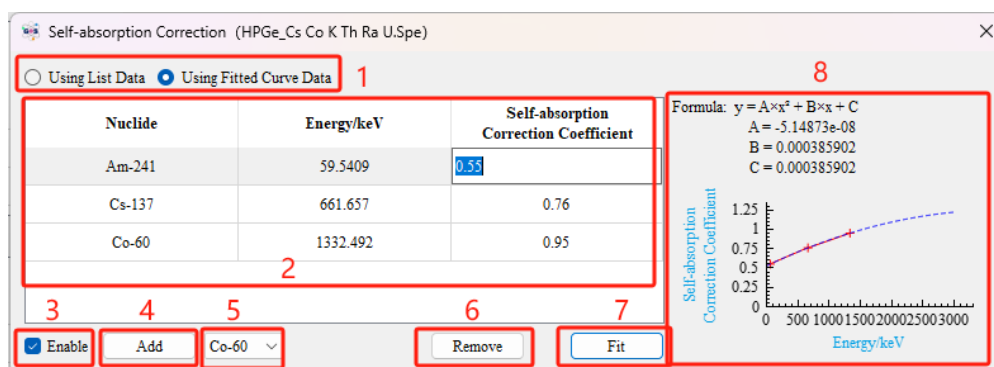 Self-absorption Correction (HPGe_Cs Co K Th Ra U.Spe)
Using List Data Using Fitted Curve Data 1
8
Nuclide Energy/keV Self-absorption
Correction Coefficient
Am-241 59.5409 0.55
Cs-137 661.657 0.76
Co-60 1332.492 0.95
2
Formula: y = A×x² + B×x + C
A = -5.14873e-08
B = 0.000385902
C = 0.000385902
Self-absorption
Correction Coefficient
1.25
1
0.75
0.5
0.25
0
0 500 1000 1500 2000 2500 3000
Energy/keV
3 4 5 6 7
Enable Add Co-60 Remove Fit